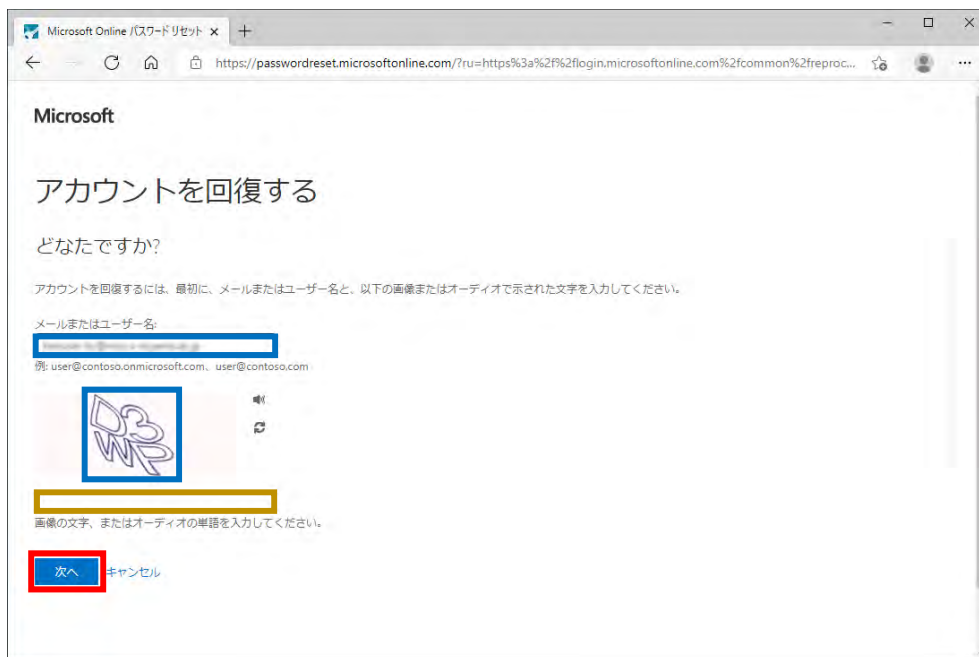 Microsoft Online パスワード リセット
https://passwordreset.microsoftonline.com/?ru=https%3a%2f%2flogin.microsoftonline.com%2fcommon%2freproc...
Microsoft
アカウントを回復する
どなたですか?
アカウントを回復するには、最初に、メールまたはユーザー名と、以下の画像またはオーディオで示された文字を入力してください。
メールまたはユーザー名:
例: user@contoso.onmicrosoft.com、user@contoso.com
画像の文字、またはオーディオの単語を入力してください。
次へ キャンセル